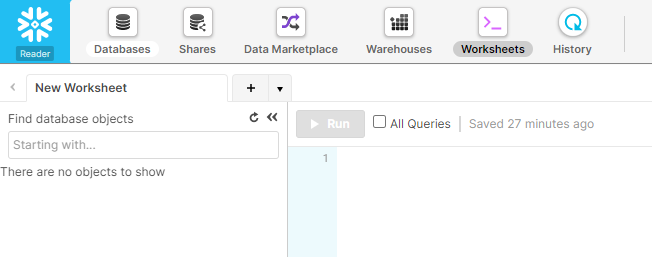 Reader
Databases
Shares
Data Marketplace
Warehouses
Worksheets
History
New Worksheet
+
Find database objects
Starting with...
There are no objects to show
Run
All Queries
Saved 27 minutes ago
1